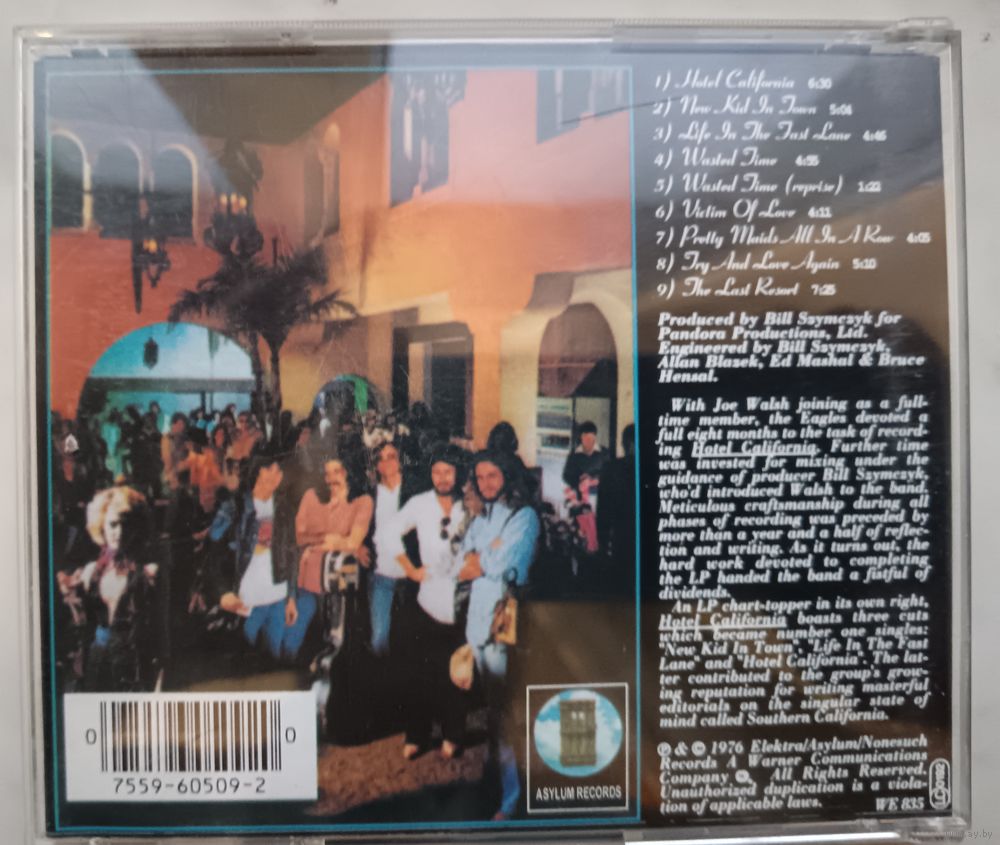 1) Hotel California 6:30
2) New Kid In Town 5:04
3) Life In The Fast Lane 4:46
4) Wasted Time 4:55
5) Wasted Time (reprise) 1:22
6) Victim Of Love 4:11
7) Pretty Maids All In A Row 4:05
8) Try And Love Again 5:10
9) The Last Resort 7:25
Produced by Bill Szymczyk for
Pandora Productions, Ltd.
Engineered by Bill Szymczyk,
Allan Blazek, Ed Mashal & Bruce
Hensal.
With Joe Walsh joining as a full-
time member, the Eagles devoted a
full eight months to the task of record-
ing Hotel California. Further time
was invested for mixing under the
guidance of producer Bill Szymczyk,
who'd introduced Walsh to the band.
Meticulous craftsmanship during all
phases of recording was preceded by
more than a year and a half of reflec-
tion and writing. As it turns out, the
hard work devoted to completing
the LP handed the band a fistful of
dividends.
An LP chart-topper in its own right,
Hotel California boasts three cuts
which became number one singles:
"New Kid In Town", "Life In The Fast
Lane" and "Hotel California". The lat-
ter contributed to the group's grow-
ing reputation for writing masterful
editorials on the singular state of
mind called Southern California.
℗ & © 1976 Elektra/Asylum/Nonesuch
Records A Warner Communications
Company. All Rights Reserved.
Unauthorized duplication is a viola-
tion of applicable laws. WE 835
0 0
7559-60509-2
ASYLUM RECORDS